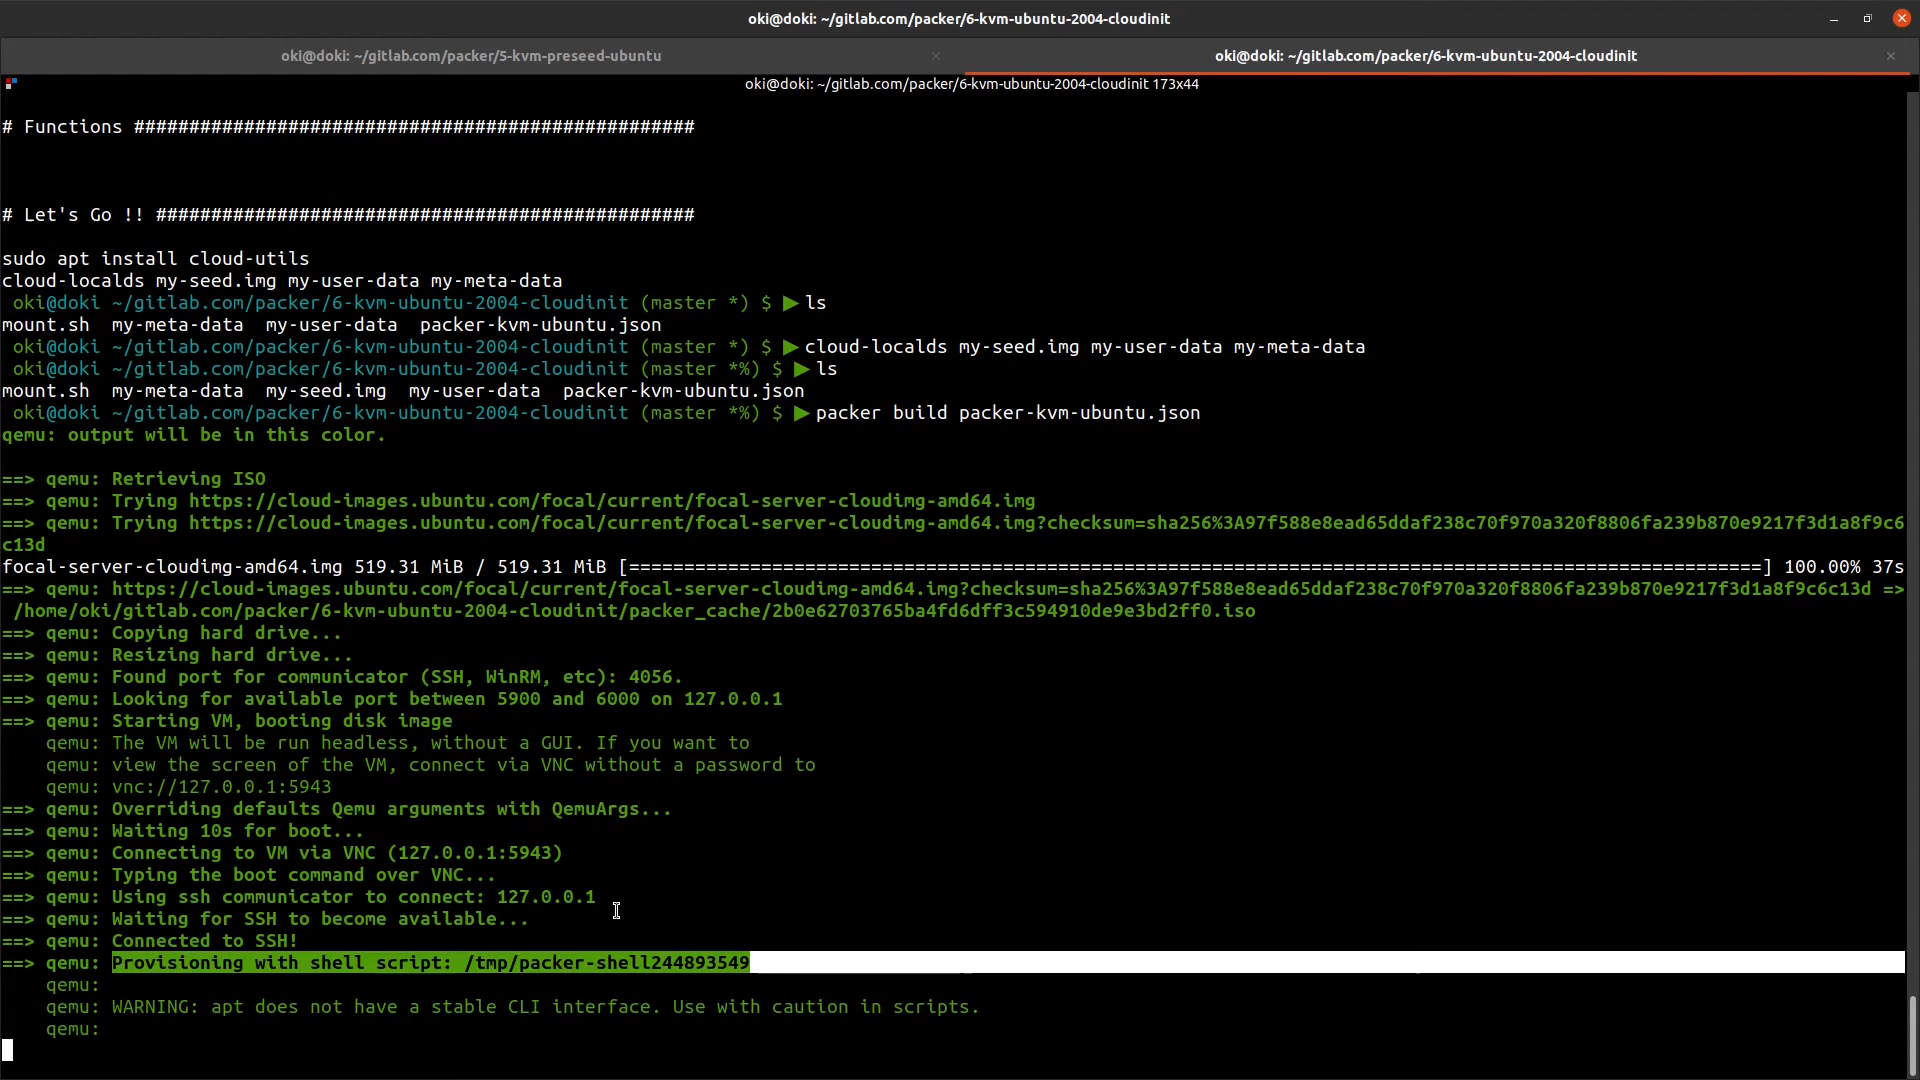 oki@doki: ~/gitlab.com/packer/6-kvm-ubuntu-2004-cloudinit
oki@doki: ~/gitlab.com/packer/5-kvm-preseed-ubuntu
oki@doki: ~/gitlab.com/packer/6-kvm-ubuntu-2004-cloudinit
oki@doki: ~/gitlab.com/packer/6-kvm-ubuntu-2004-cloudinit 173x44
# Functions ###################################################
# Let's Go !! #################################################
sudo apt install cloud-utils
cloud-localds my-seed.img my-user-data my-meta-data
oki@doki ~/gitlab.com/packer/6-kvm-ubuntu-2004-cloudinit (master *) $ ▶ls
mount.sh  my-meta-data  my-user-data  packer-kvm-ubuntu.json
oki@doki ~/gitlab.com/packer/6-kvm-ubuntu-2004-cloudinit (master *) $ ▶cloud-localds my-seed.img my-user-data my-meta-data
oki@doki ~/gitlab.com/packer/6-kvm-ubuntu-2004-cloudinit (master *%) $ ▶ls
mount.sh  my-meta-data  my-seed.img  my-user-data  packer-kvm-ubuntu.json
oki@doki ~/gitlab.com/packer/6-kvm-ubuntu-2004-cloudinit (master *%) $ ▶packer build packer-kvm-ubuntu.json
qemu: output will be in this color.
==> qemu: Retrieving ISO
==> qemu: Trying https://cloud-images.ubuntu.com/focal/current/focal-server-cloudimg-amd64.img
==> qemu: Trying https://cloud-images.ubuntu.com/focal/current/focal-server-cloudimg-amd64.img?checksum=sha256%3A97f588e8ead65ddaf238c70f970a320f8806fa239b870e9217f3d1a8f9c6
c13d
focal-server-cloudimg-amd64.img 519.31 MiB / 519.31 MiB [=======================================================================================================] 100.00% 37s
==> qemu: https://cloud-images.ubuntu.com/focal/current/focal-server-cloudimg-amd64.img?checksum=sha256%3A97f588e8ead65ddaf238c70f970a320f8806fa239b870e9217f3d1a8f9c6c13d =>
/home/oki/gitlab.com/packer/6-kvm-ubuntu-2004-cloudinit/packer_cache/2b0e62703765ba4fd6dff3c594910de9e3bd2ff0.iso
==> qemu: Copying hard drive...
==> qemu: Resizing hard drive...
==> qemu: Found port for communicator (SSH, WinRM, etc): 4056.
==> qemu: Looking for available port between 5900 and 6000 on 127.0.0.1
==> qemu: Starting VM, booting disk image
    qemu: The VM will be run headless, without a GUI. If you want to
    qemu: view the screen of the VM, connect via VNC without a password to
    qemu: vnc://127.0.0.1:5943
==> qemu: Overriding defaults Qemu arguments with QemuArgs...
==> qemu: Waiting 10s for boot...
==> qemu: Connecting to VM via VNC (127.0.0.1:5943)
==> qemu: Typing the boot command over VNC...
==> qemu: Using ssh communicator to connect: 127.0.0.1
==> qemu: Waiting for SSH to become available...
==> qemu: Connected to SSH!
==> qemu: Provisioning with shell script: /tmp/packer-shell244893549
    qemu:
    qemu: WARNING: apt does not have a stable CLI interface. Use with caution in scripts.
    qemu: